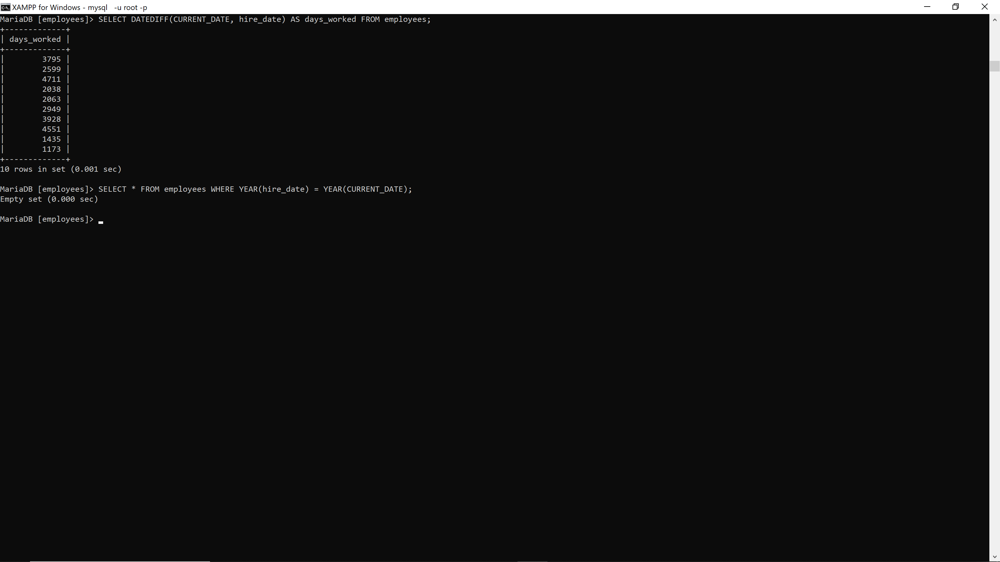 XAMPP for Windows - mysql  -u root -p
MariaDB [employees]> SELECT DATEDIFF(CURRENT_DATE, hire_date) AS days_worked FROM employees;
+-------------+
| days_worked |
+-------------+
|        3795 |
|        2599 |
|        4711 |
|        2038 |
|        2063 |
|        2949 |
|        3928 |
|        4551 |
|        1435 |
|        1173 |
+-------------+
10 rows in set (0.001 sec)
MariaDB [employees]> SELECT * FROM employees WHERE YEAR(hire_date) = YEAR(CURRENT_DATE);
Empty set (0.000 sec)
MariaDB [employees]>